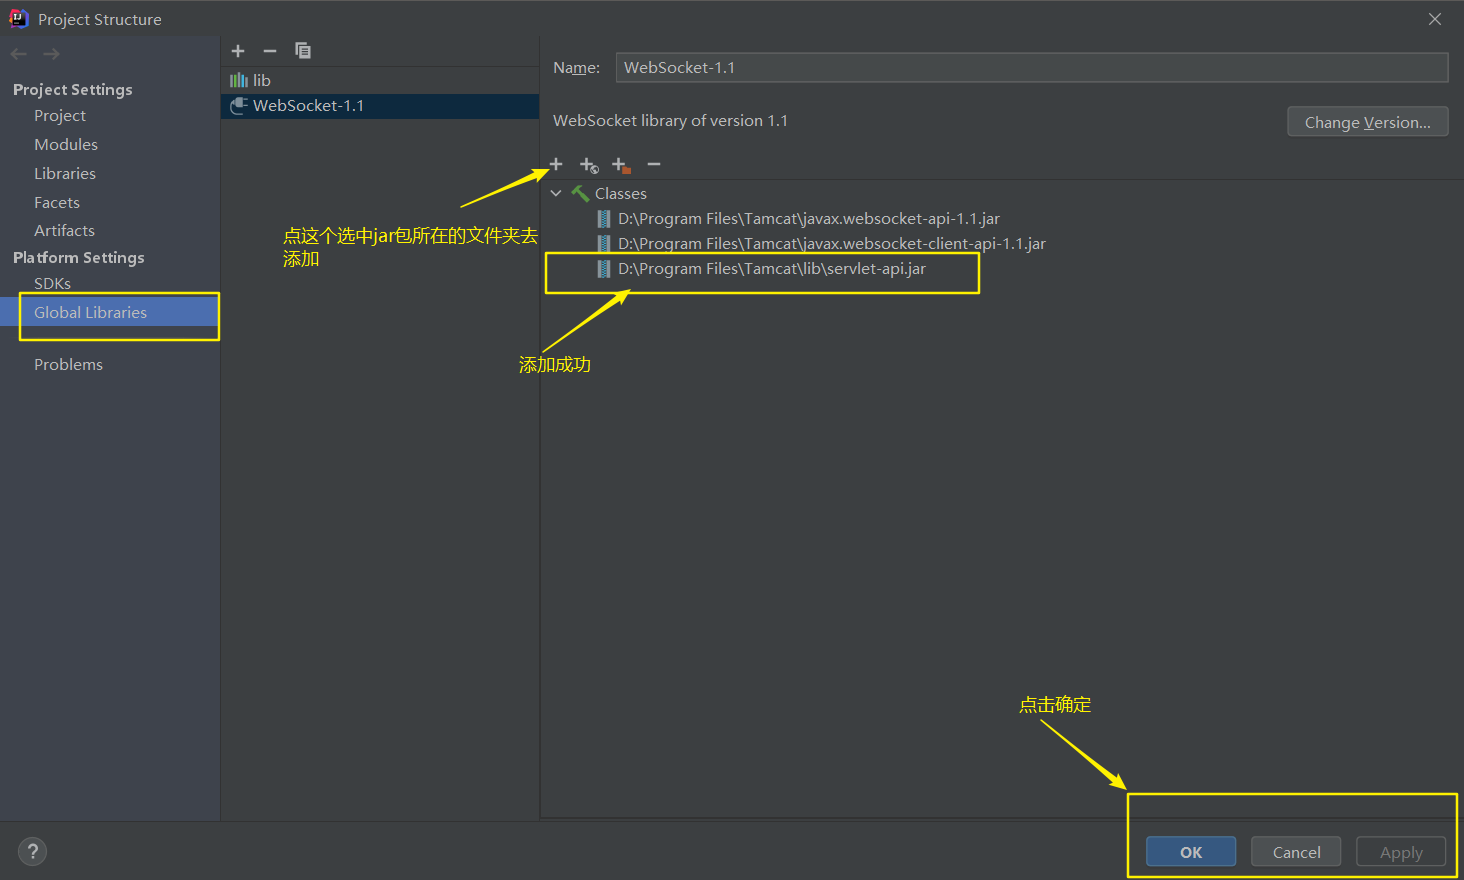 Project Structure
Project Settings
Project
Modules
Libraries
Facets
Artifacts
Platform Settings
SDKs
Global Libraries
Problems
lib
WebSocket-1.1
Name:
WebSocket-1.1
WebSocket library of version 1.1
Change Version...
Classes
D:\Program Files\Tamcat\javax.websocket-api-1.1.jar
D:\Program Files\Tamcat\javax.websocket-client-api-1.1.jar
D:\Program Files\Tamcat\lib\servlet-api.jar
点这个选中jar包所在的文件夹去
添加
添加成功
点击确定
?
OK
Cancel
Apply